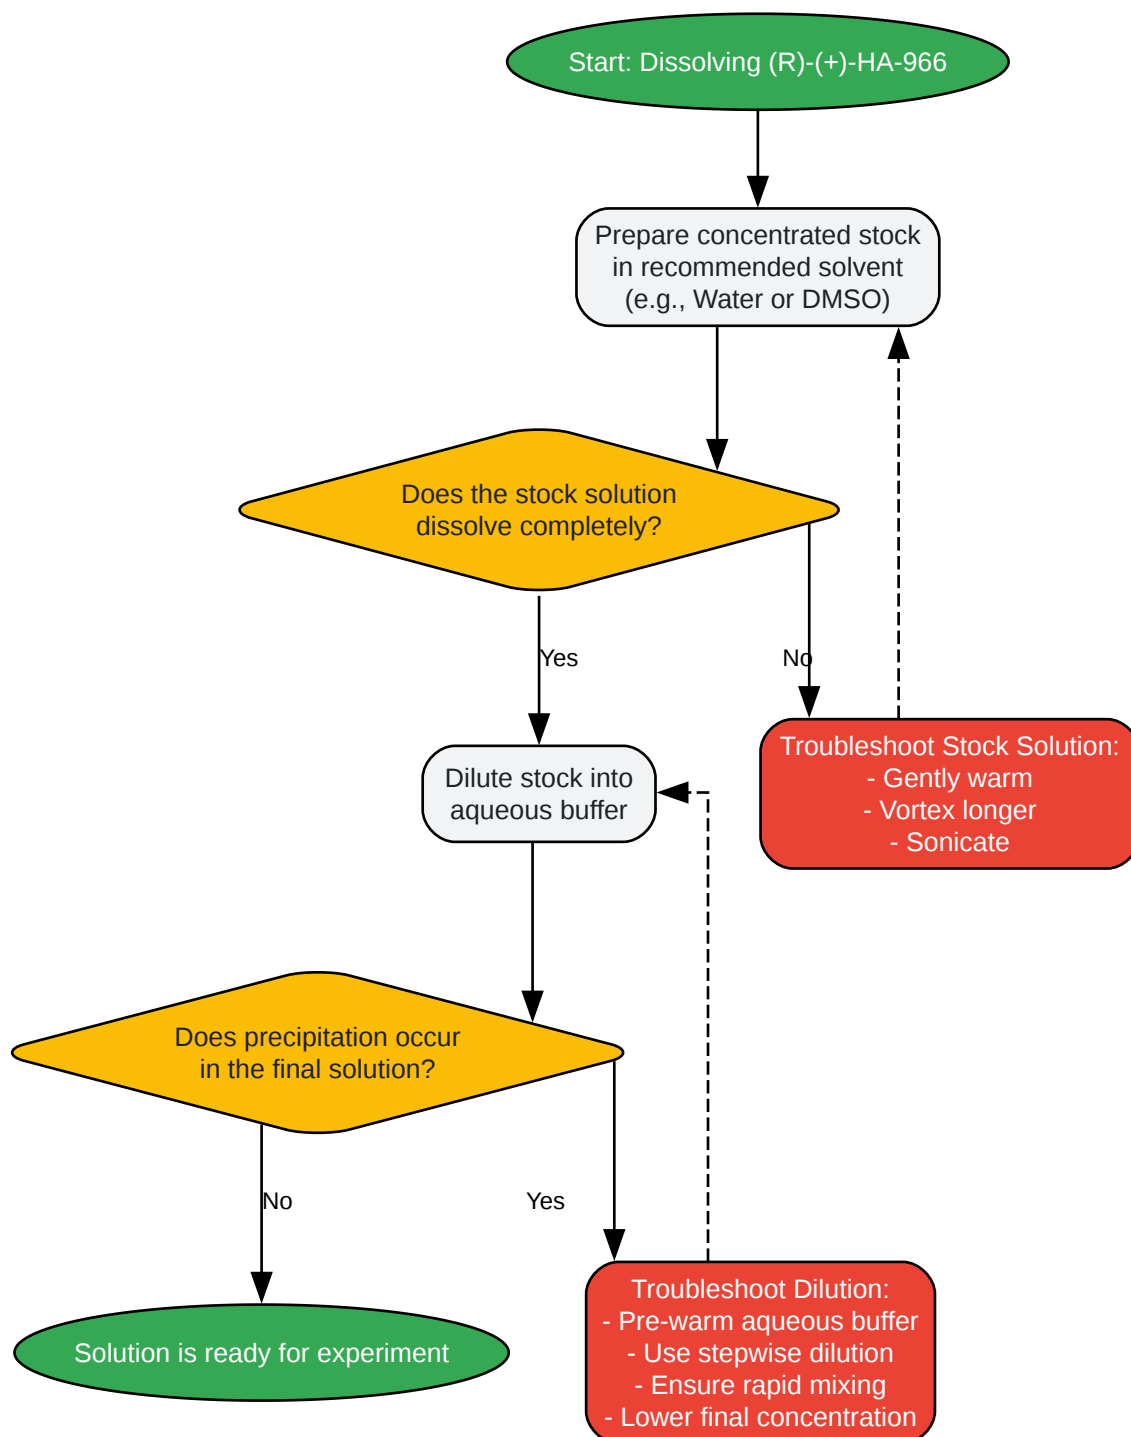 Start: Dissolving (R)-(+)-HA-966
Prepare concentrated stock
in recommended solvent
(e.g., Water or DMSO)
Does the stock solution
dissolve completely?
Yes
No
Troubleshoot Stock Solution:
- Gently warm
- Vortex longer
- Sonicate
Dilute stock into
aqueous buffer
Does precipitation occur
in the final solution?
No
Yes
Troubleshoot Dilution:
- Pre-warm aqueous buffer
- Use stepwise dilution
- Ensure rapid mixing
- Lower final concentration
Solution is ready for experiment